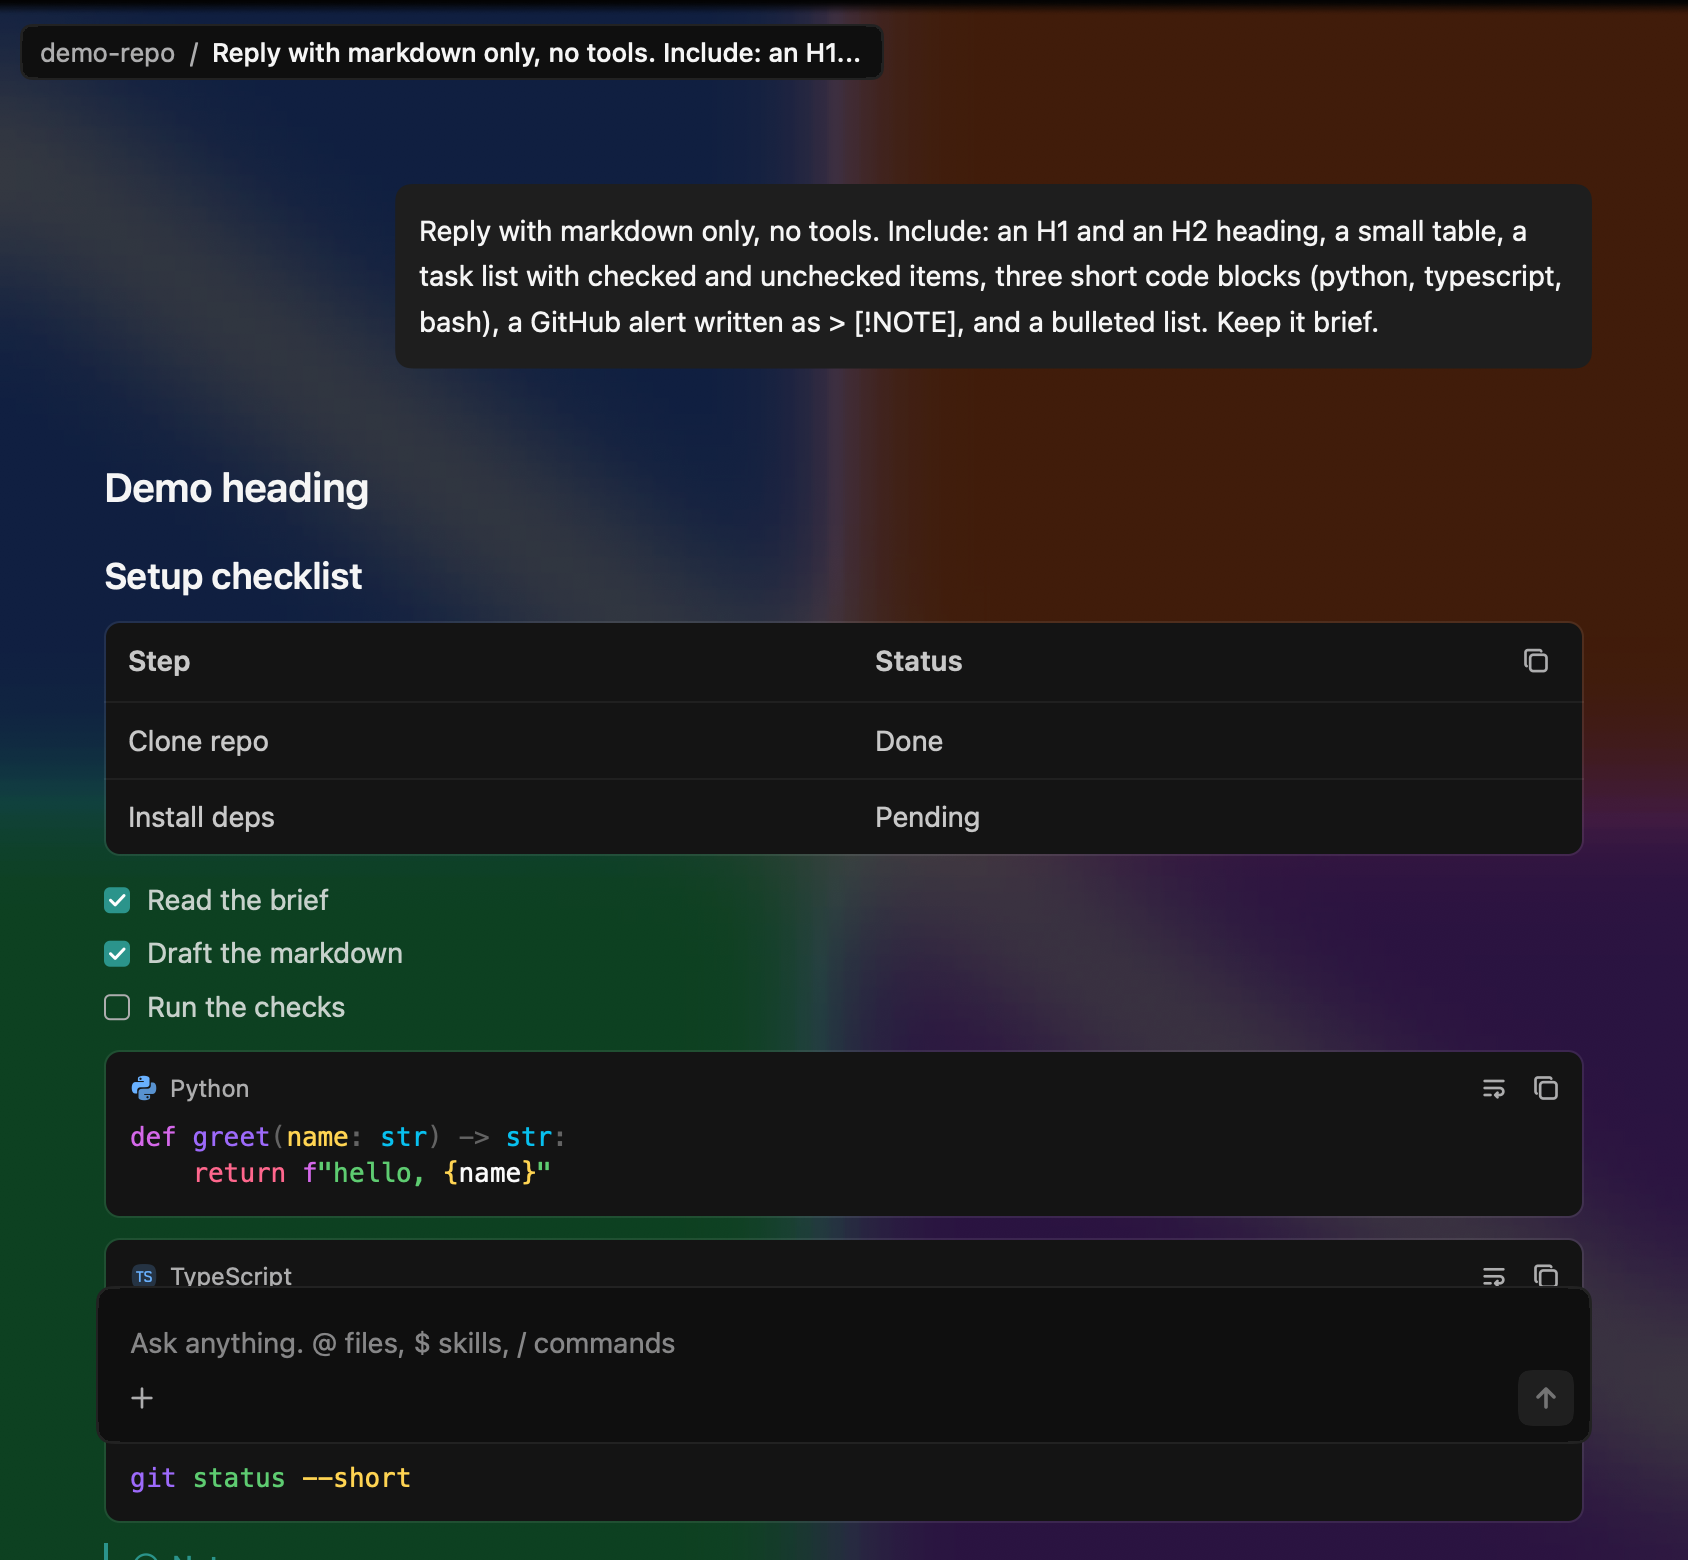 demo-repo / Reply with markdown only, no tools. Include: an H1...
Reply with markdown only, no tools. Include: an H1 and an H2 heading, a small table, a
task list with checked and unchecked items, three short code blocks (python, typescript,
bash), a GitHub alert written as > [!NOTE], and a bulleted list. Keep it brief.
Demo heading
Setup checklist
Step Status
Clone repo Done
Install deps Pending
Read the brief
Draft the markdown
Run the checks
Python
def greet(name: str) -> str:
    return f"hello, {name}"
TS TypeScript
Ask anything. @ files, $ skills, / commands
git status --short